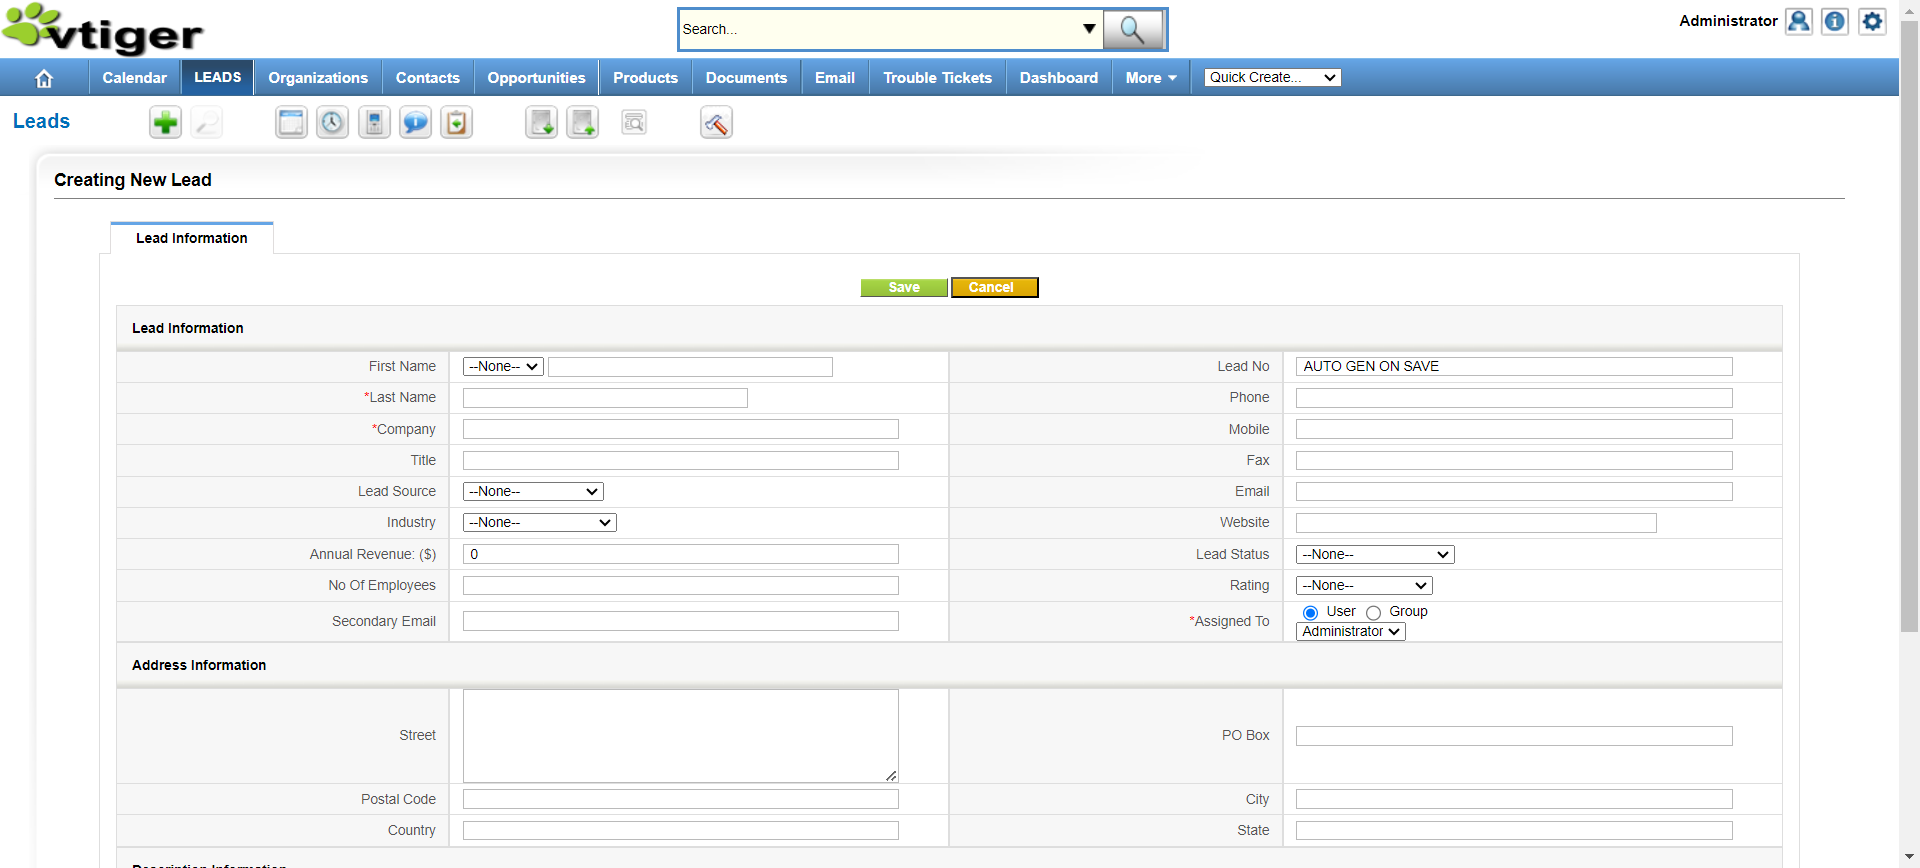 vtiger
Search...
Administrator
Calendar LEADS Organizations Contacts Opportunities Products Documents Email Trouble Tickets Dashboard More Quick Create...
Leads
Creating New Lead
Lead Information
Save Cancel
Lead Information
First Name --None-- Lead No AUTO GEN ON SAVE
*Last Name Phone
*Company Mobile
Title Fax
Lead Source --None-- Email
Industry --None-- Website
Annual Revenue: ($) 0 Lead Status --None--
No Of Employees Rating --None--
Secondary Email *Assigned To User Group
Administrator
Address Information
Street PO Box
Postal Code City
Country State
Description Information